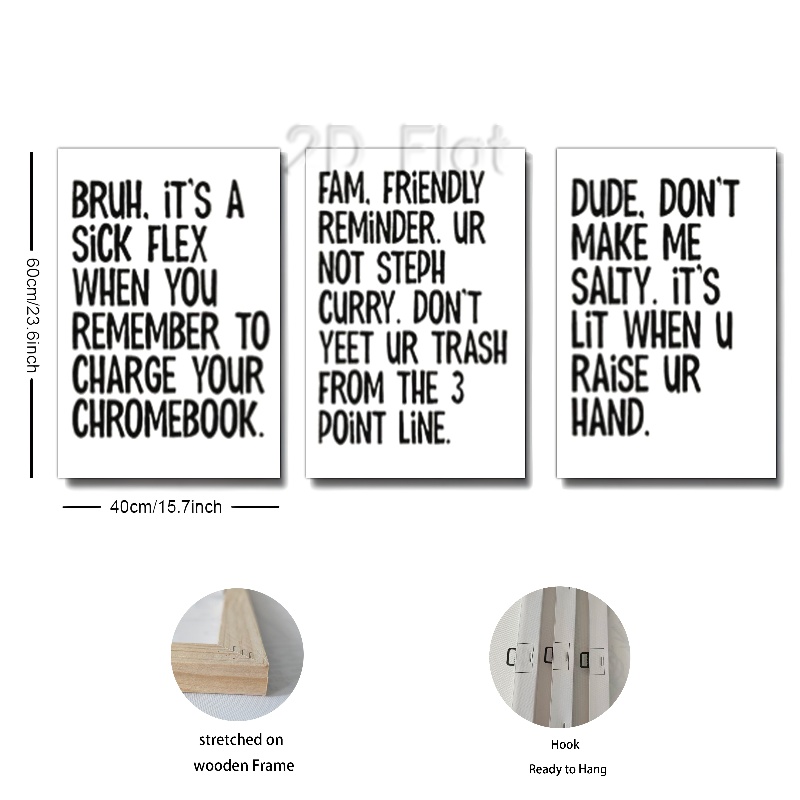 2D Flat
BRUH. iT'S A
SiCK FLEX
WHEN YOU
REMEMBER TO
CHARGE YOUR
CHROMEBOOK.
FAM. FRiENDLY
REMiNDER. UR
NOT STEPH
CURRY. DON'T
YEET UR TRASH
FROM THE 3
POiNT LiNE.
DUDE. DON'T
MAKE ME
SALTY. iT'S
LiT WHEN U
RAiSE UR
HAND.
60cm/23.6inch
40cm/15.7inch
stretched on
wooden Frame
Hook
Ready to Hang